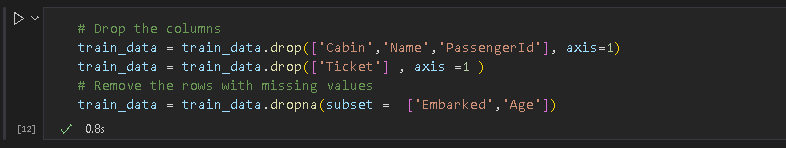 # Drop the columns
train_data = train_data.drop(['Cabin','Name','PassengerId'], axis=1)
train_data = train_data.drop(['Ticket'] , axis =1 )
# Remove the rows with missing values
train_data = train_data.dropna(subset =  ['Embarked','Age'])
[12]
0.8s